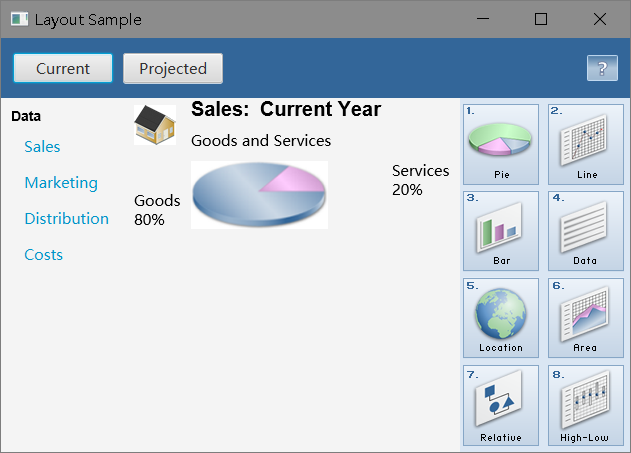 Layout Sample
Current
Projected
?
Data
Sales
Marketing
Distribution
Costs
Sales:  Current Year
Goods and Services
Goods
80%
Services
20%
1.
Pie
2.
Line
3.
Bar
4.
Data
5.
Location
6.
Area
7.
Relative
8.
High-Low